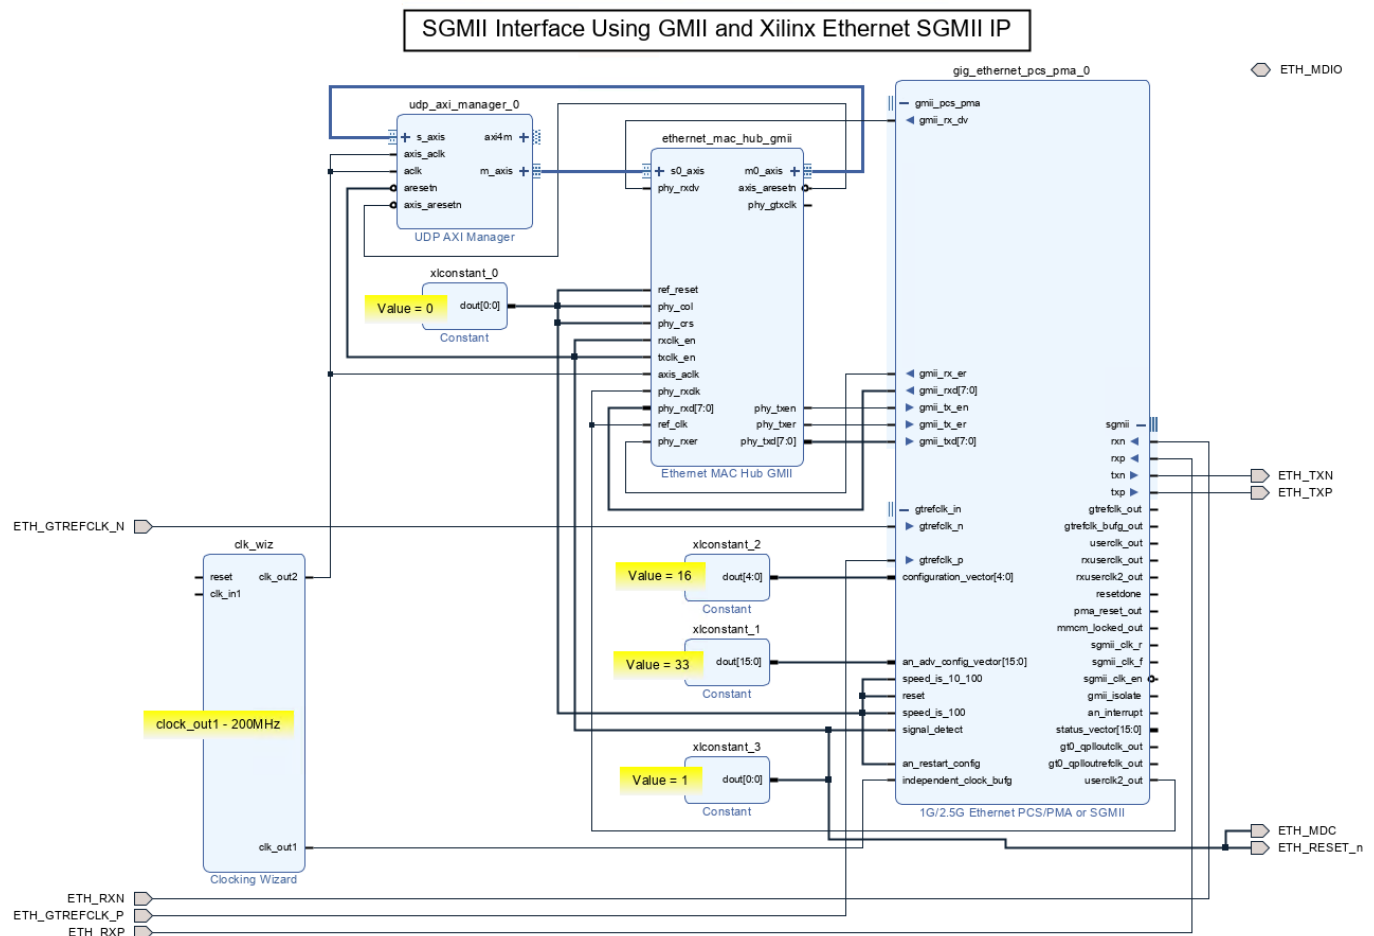 SGMII Interface Using GMII and Xilinx Ethernet SGMII IP
gig_ethernet_pcs_pma_0
ETH_MDIO
udp_axi_manager_0
s_axis
axi4m
axis_aclk
aclk
m_axis
aresetn
axis_aresetn
UDP AXI Manager
ethernet_mac_hub_gmii
s0_axis
m0_axis
phy_rxdv
axis_aresetn
phy_gtxclk
ref_reset
phy_col
phy_crs
rxclk_en
txclk_en
axis_aclk
phy_rxclk
phy_rxd[7:0]
phy_txen
ref_clk
phy_txer
phy_rxer
phy_txd[7:0]
Ethernet MAC Hub GMII
xlconstant_0
Value = 0
dout[0:0]
Constant
gmii_pcs_pma
gmii_rx_dv
gmii_rx_er
gmii_rxd[7:0]
gmii_tx_en
gmii_tx_er
gmii_txd[7:0]
gtrefclk_in
gtrefclk_n
gtrefclk_p
configuration_vector[4:0]
an_adv_config_vector[15:0]
speed_is_10_100
reset
speed_is_100
signal_detect
an_restart_config
independent_clock_bufg
sgmii
rxn
rxp
txn
txp
gtrefclk_out
gtrefclk_bufg_out
userclk_out
rxuserclk_out
rxuserclk2_out
resetdone
pma_reset_out
mmcm_locked_out
sgmii_clk_r
sgmii_clk_f
sgmii_clk_en
gmii_isolate
an_interrupt
status_vector[15:0]
gt0_qplloutclk_out
gt0_qplloutrefclk_out
userclk2_out
1G/2.5G Ethernet PCS/PMA or SGMII
ETH_TXN
ETH_TXP
ETH_GTREFCLK_N
clk_wiz
reset
clk_out2
clk_in1
clock_out1 - 200MHz
clk_out1
Clocking Wizard
xlconstant_2
Value = 16
dout[4:0]
Constant
xlconstant_1
Value = 33
dout[15:0]
Constant
xlconstant_3
Value = 1
dout[0:0]
Constant
ETH_MDC
ETH_RESET_n
ETH_RXN
ETH_GTREFCLK_P
ETH_RXP